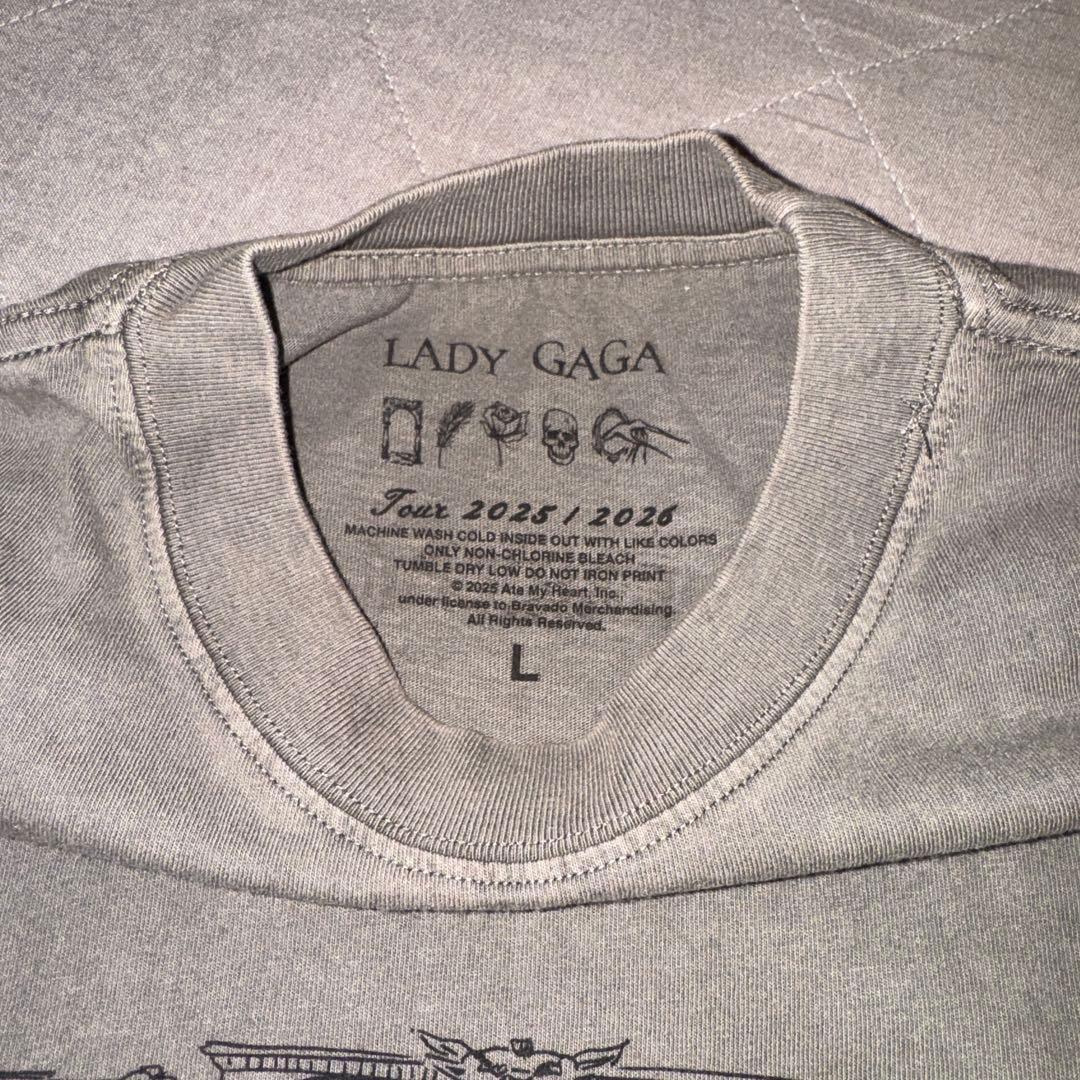 LADY GAGA
Tour 2025 / 2026
MACHINE WASH COLD INSIDE OUT WITH LIKE COLORS
ONLY NON-CHLORINE BLEACH
TUMBLE DRY LOW DO NOT IRON PRINT
© 2025 Ate My Heart, Inc.,
under license to Bravado Merchandising.
All Rights Reserved.
L